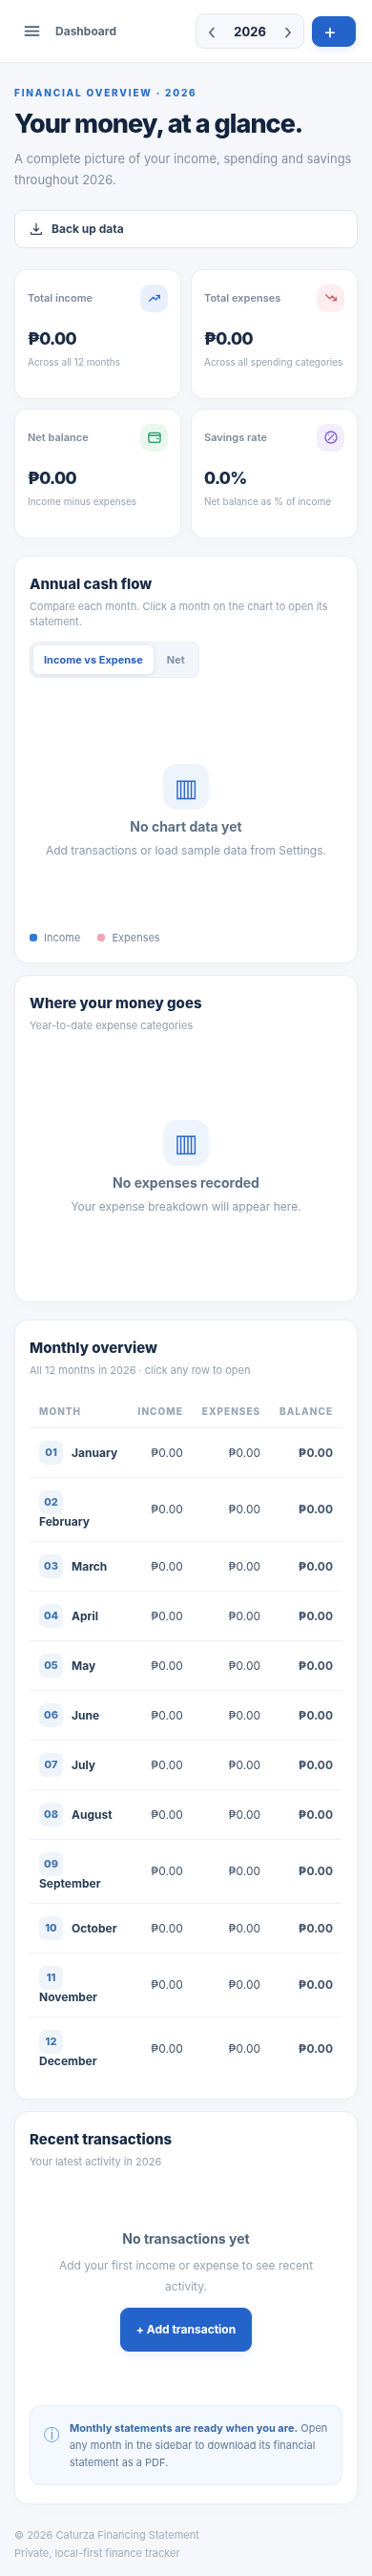 Dashboard
2026
+
FINANCIAL OVERVIEW · 2026
Your money, at a glance.
A complete picture of your income, spending and savings
throughout 2026.
Back up data
Total income
₱0.00
Across all 12 months
Total expenses
₱0.00
Across all spending categories
Net balance
₱0.00
Income minus expenses
Savings rate
0.0%
Net balance as % of income
Annual cash flow
Compare each month. Click a month on the chart to open its
statement.
Income vs Expense Net
No chart data yet
Add transactions or load sample data from Settings.
Income Expenses
Where your money goes
Year-to-date expense categories
No expenses recorded
Your expense breakdown will appear here.
Monthly overview
All 12 months in 2026 · click any row to open
MONTH INCOME EXPENSES BALANCE
01 January ₱0.00 ₱0.00 ₱0.00
02 February ₱0.00 ₱0.00 ₱0.00
03 March ₱0.00 ₱0.00 ₱0.00
04 April ₱0.00 ₱0.00 ₱0.00
05 May ₱0.00 ₱0.00 ₱0.00
06 June ₱0.00 ₱0.00 ₱0.00
07 July ₱0.00 ₱0.00 ₱0.00
08 August ₱0.00 ₱0.00 ₱0.00
09 September ₱0.00 ₱0.00 ₱0.00
10 October ₱0.00 ₱0.00 ₱0.00
11 November ₱0.00 ₱0.00 ₱0.00
12 December ₱0.00 ₱0.00 ₱0.00
Recent transactions
Your latest activity in 2026
No transactions yet
Add your first income or expense to see recent
activity.
+ Add transaction
Monthly statements are ready when you are. Open
any month in the sidebar to download its financial
statement as a PDF.
© 2026 Caturza Financing Statement
Private, local-first finance tracker